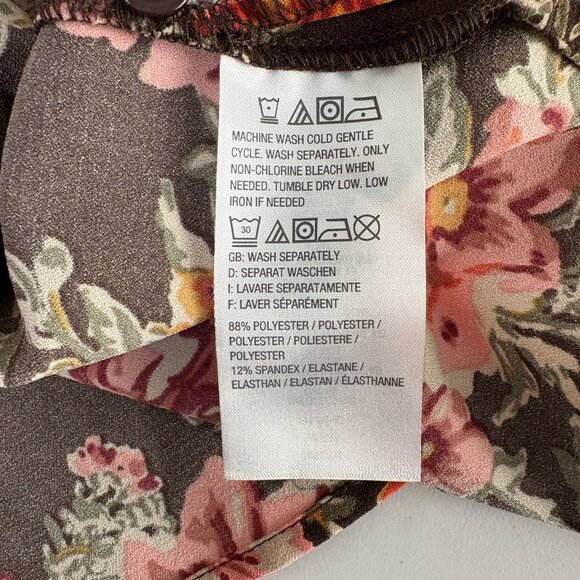 MACHINE WASH COLD GENTLE
CYCLE. WASH SEPARATELY. ONLY
NON-CHLORINE BLEACH WHEN
NEEDED. TUMBLE DRY LOW. LOW
IRON IF NEEDED
30
GB: WASH SEPARATELY
D: SEPARAT WASCHEN
I: LAVARE SEPARATAMENTE
F: LAVER SÉPARÉMENT
88% POLYESTER / POLYESTER /
POLYESTER / POLIESTERE /
POLYESTER
12% SPANDEX / ELASTANE /
ELASTHAN / ELASTAN / ÉLASTHANNE